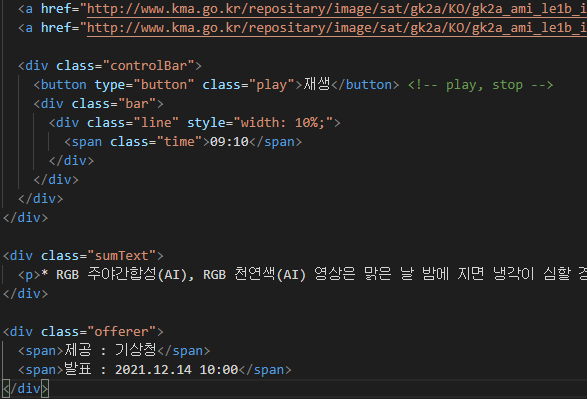 <a href="http://www.kma.go.kr/repositary/image/sat/gk2a/KO/gk2a_ami_le1b_i
<a href="http://www.kma.go.kr/repositary/image/sat/gk2a/KO/gk2a_ami_le1b_i
<div class="controlBar">
<button type="button" class="play">재생</button> <!-- play, stop -->
<div class="bar">
<div class="line" style="width: 10%;">
<span class="time">09:10</span>
</div>
</div>
</div>
</div>
<div class="sumText">
<p>* RGB 주야간합성(AI), RGB 천연색(AI) 영상은 맑은 날 밤에 지면 냉각이 심할 경
</div>
<div class="offerer">
<span>제공 : 기상청</span>
<span>발표 : 2021.12.14 10:00</span>
</div>